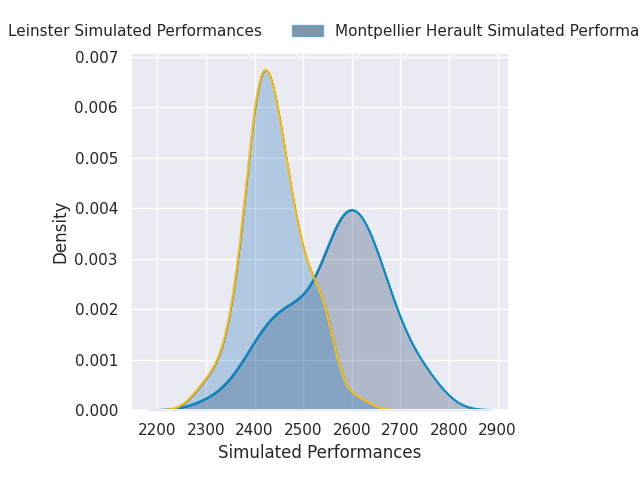 Leinster Simulated Performances
Montpellier Herault Simulated Performa
0.007
0.006
0.005
0.004
0.003
0.002
0.001
0.000
Density
2200 2300 2400 2500 2600 2700 2800 2900
Simulated Performances